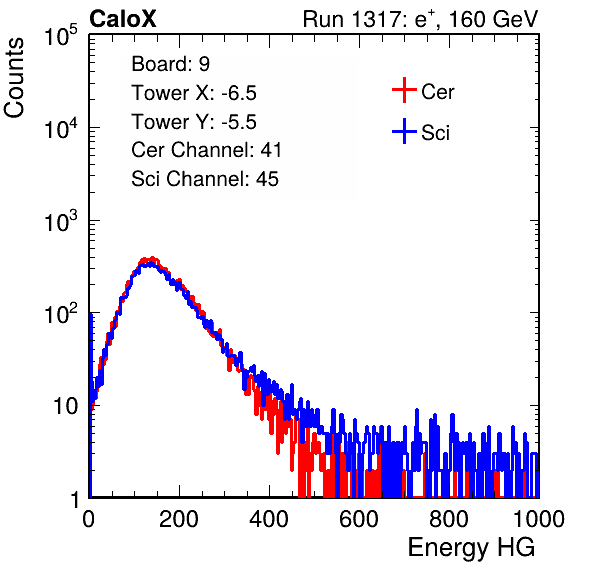 CaloX Run 1317: e⁺, 160 GeV
Counts
Board: 9
Tower X: -6.5
Tower Y: -5.5
Cer Channel: 41
Sci Channel: 45
Cer
Sci
10⁵
10⁴
10³
10²
10
1
0 200 400 600 800 1000
Energy HG